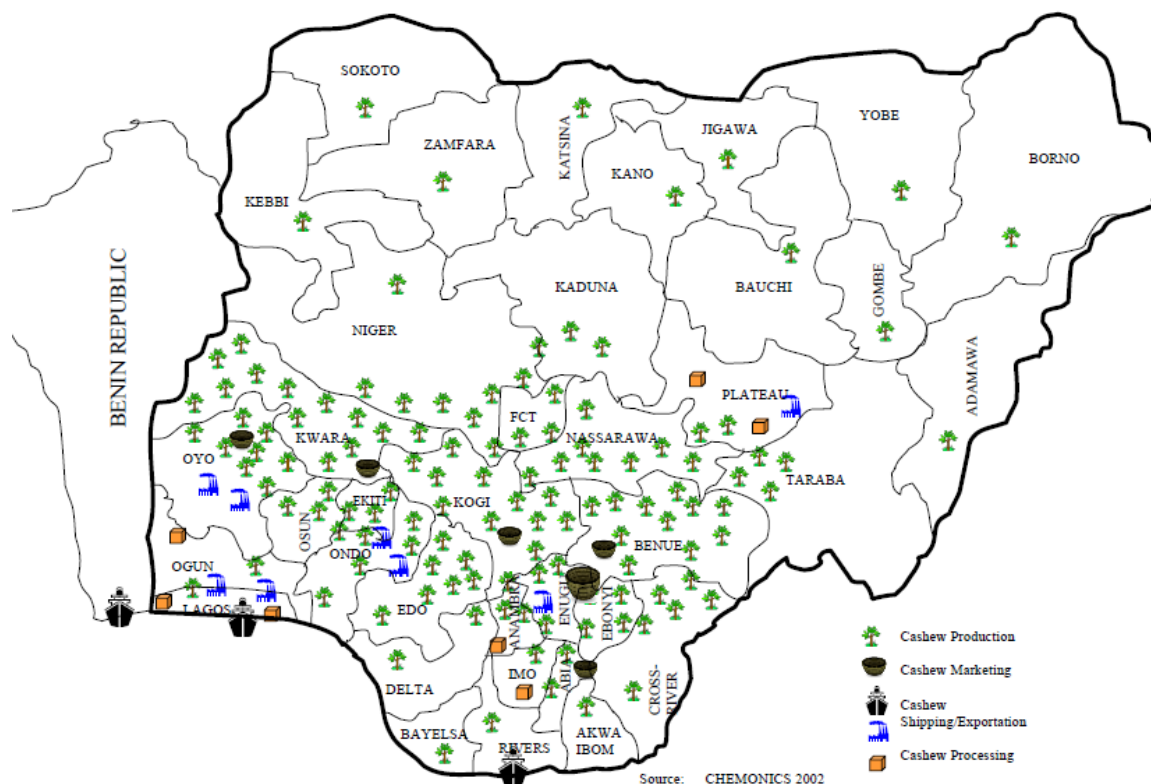 SOKOTO
ZAMFARA
KATSINA
KANO
JIGAWA
YOBE
BORNO
KEBBI
BENIN REPUBLIC
NIGER
KADUNA
BAUCHI
GOMBE
ADAMAWA
PLATEAU
FCT
NASSARAWA
KWARA
OYO
TARABA
KOGI
EKITI
OSUN
ONDO
BENUE
OGUN
LAGOS
EDO
ANAMBRA
ENUGU
EBONYI
IMO
ABIA
CROSS-
RIVER
DELTA
BAYELSA
RIVERS
AKWA
IBOM
Cashew Production
Cashew Marketing
Cashew
Shipping/Exportation
Cashew Processing
Source: CHEMONICS 2002